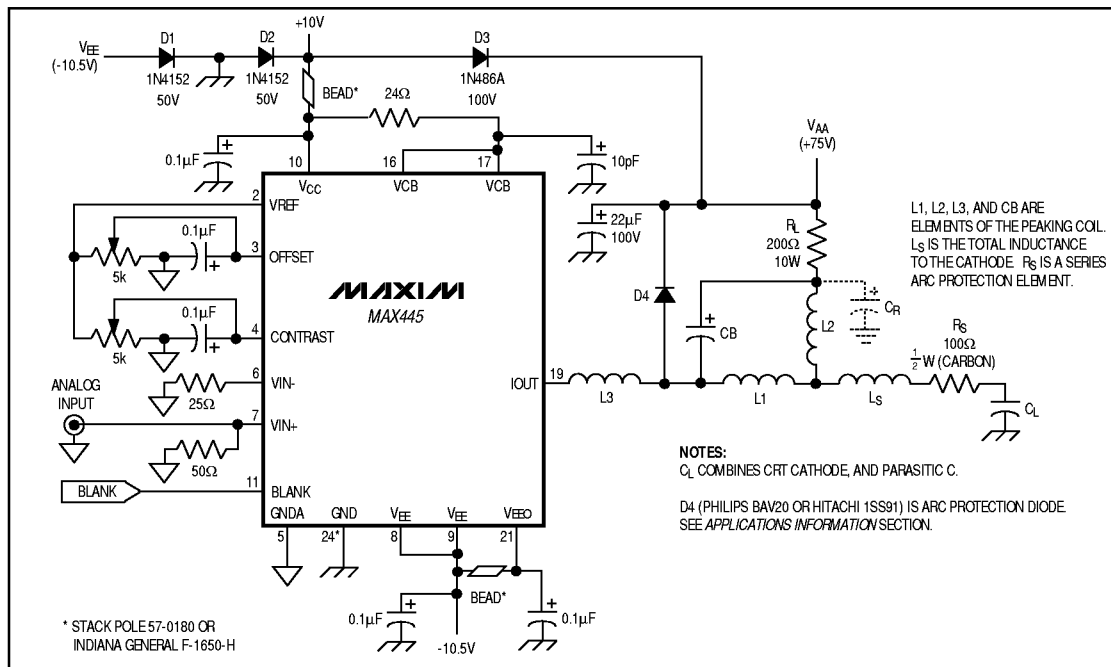 +10V
VEE
(-10.5V)
D1
1N4152
50V
D2
1N4152
50V
D3
1N486A
100V
BEAD*
24Ω
0.1µF
10pF
10
16
17
VCC
VCB
VCB
VAA
(+75V)
22µF
100V
RL
200Ω
10W
L1, L2, L3, AND CB ARE
ELEMENTS OF THE PEAKING COIL.
LS IS THE TOTAL INDUCTANCE
TO THE CATHODE. RS IS A SERIES
ARC PROTECTION ELEMENT.
2
VREF
0.1µF
5k
3
OFFSET
0.1µF
5k
4
CONTRAST
MAXIM
MAX445
D4
CB
L2
CR
RS
100Ω
1/2 W (CARBON)
6
VIN-
25Ω
ANALOG
INPUT
7
VIN+
50Ω
IOUT
19
L3
L1
LS
CL
BLANK
11
BLANK
GNDA
GND
VEE
VEE
VEEO
5
24*
8
9
21
BEAD*
0.1µF
0.1µF
-10.5V
NOTES:
CL COMBINES CRT CATHODE, AND PARASITIC C.
D4 (PHILIPS BAV20 OR HITACHI 1SS91) IS ARC PROTECTION DIODE.
SEE APPLICATIONS INFORMATION SECTION.
* STACK POLE 57-0180 OR
INDIANA GENERAL F-1650-H